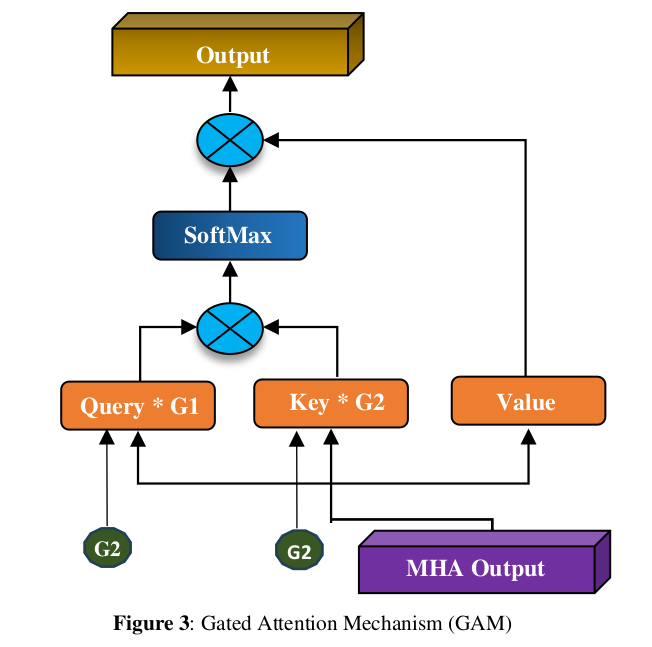 Output
SoftMax
Query * G1
Key * G2
Value
G2
G2
MHA Output
Figure 3: Gated Attention Mechanism (GAM)